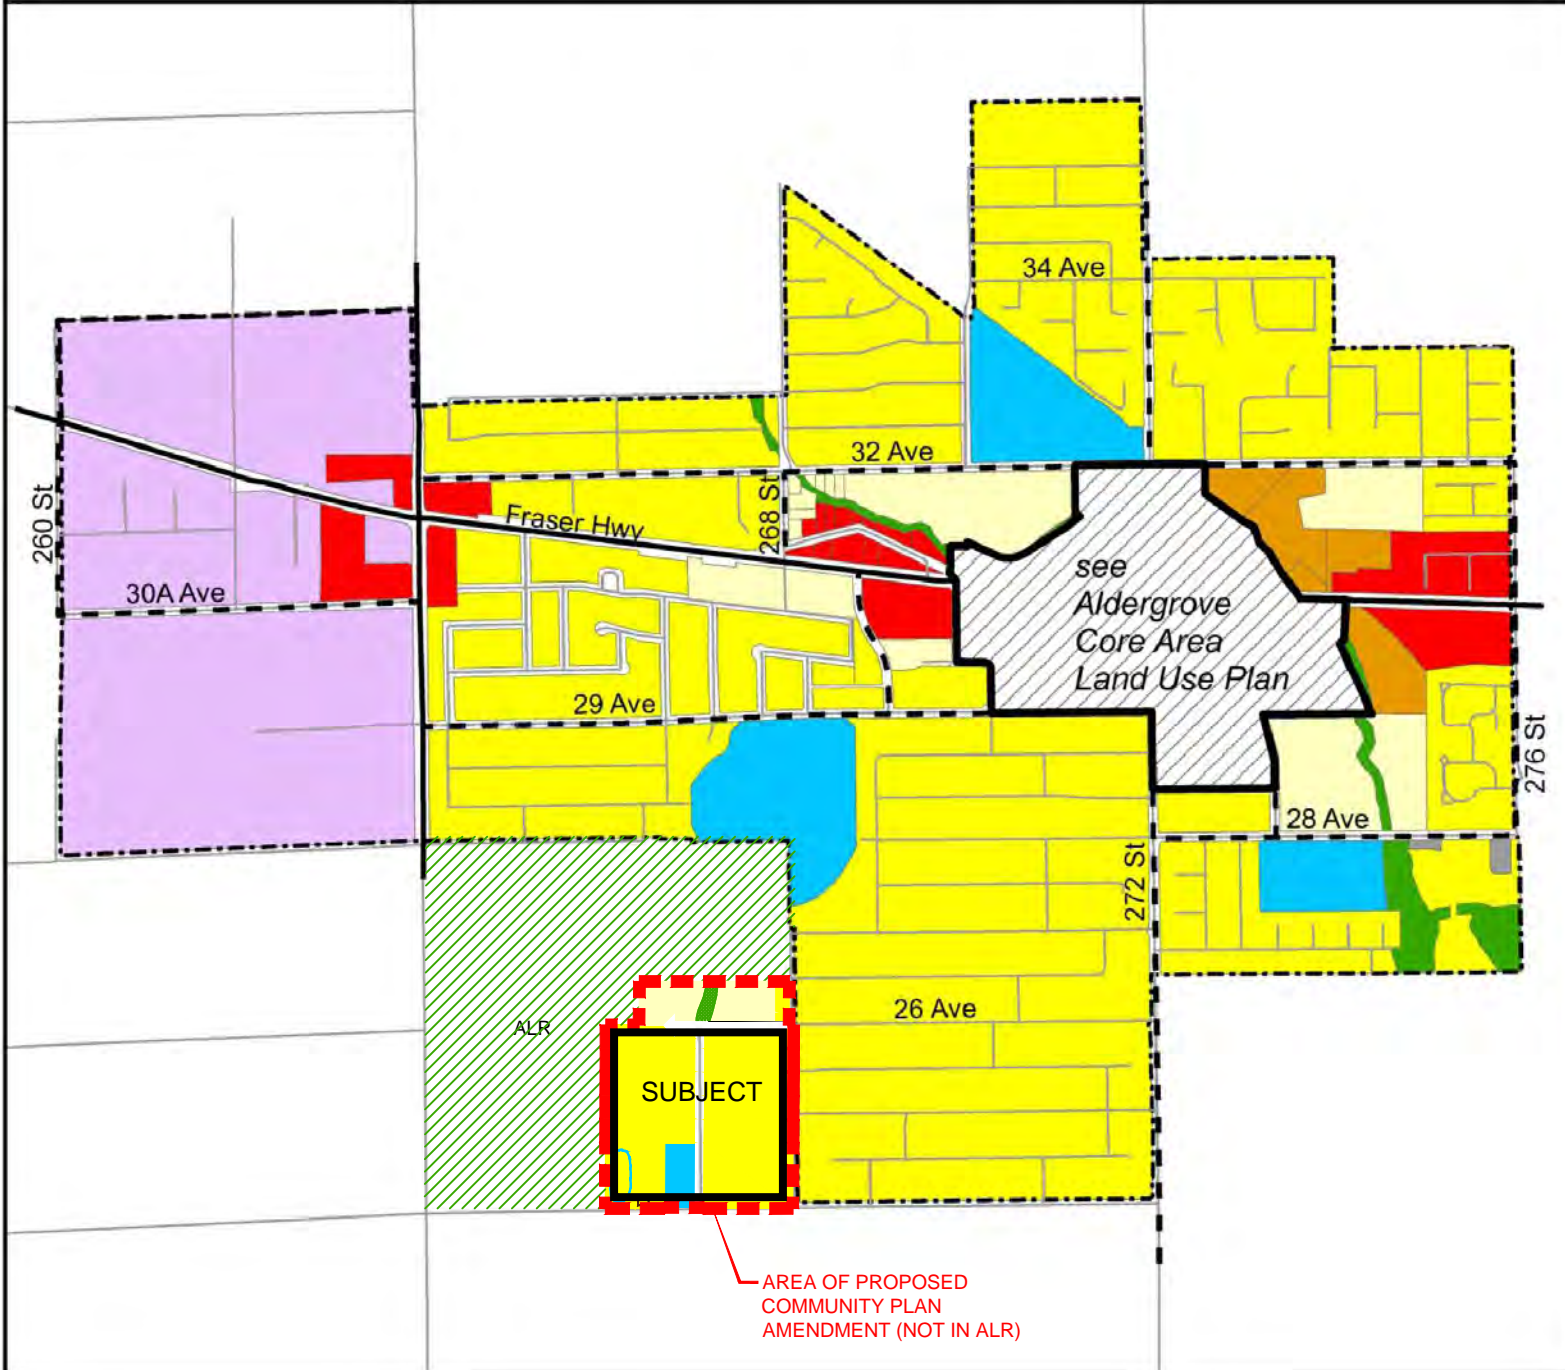 34 Ave
32 Ave
260 St
268 St
Fraser Hwy
30A Ave
see
Aldergrove
Core Area
Land Use Plan
29 Ave
276 St
28 Ave
272 St
26 Ave
ALR
SUBJECT
AREA OF PROPOSED
COMMUNITY PLAN
AMENDMENT (NOT IN ALR)